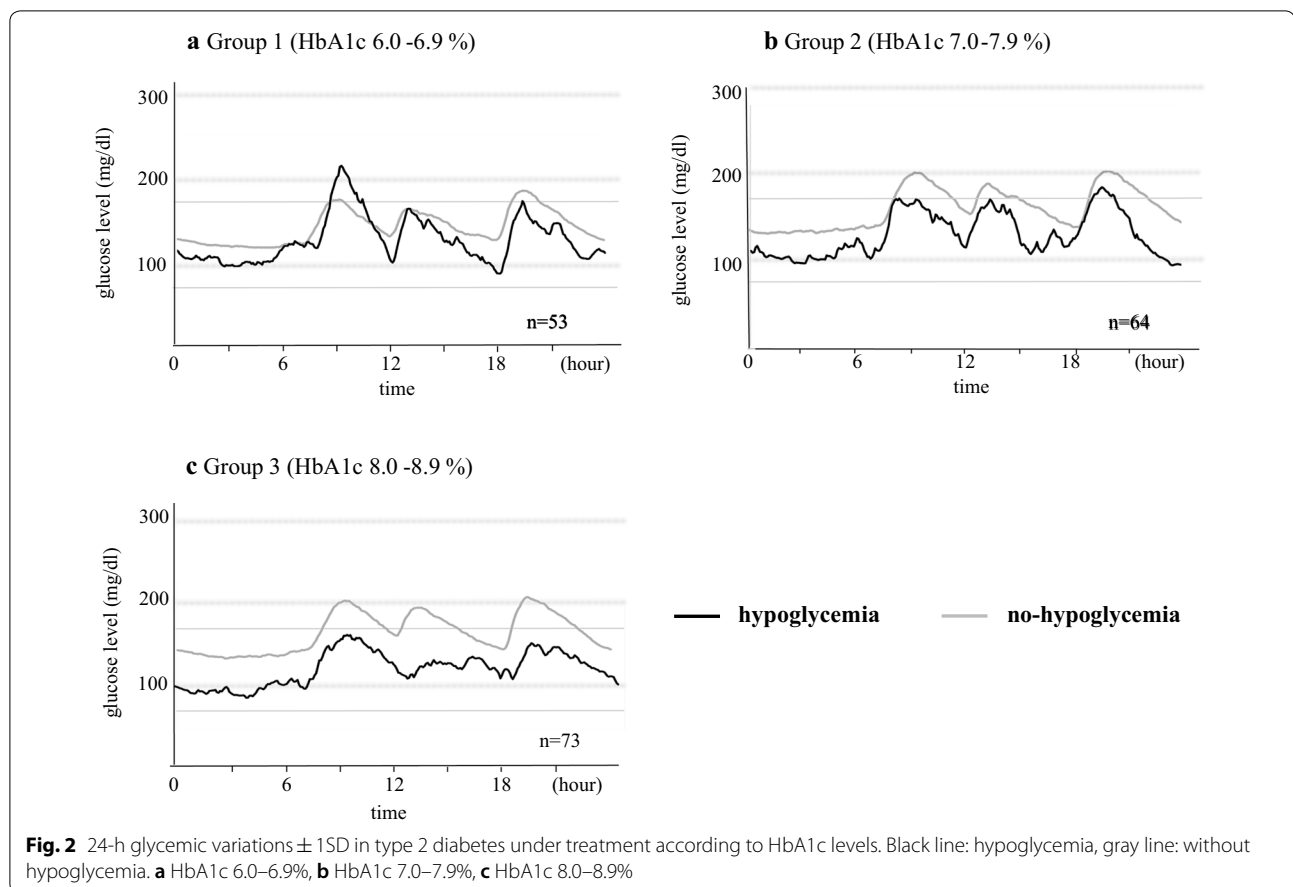 a Group 1 (HbA1c 6.0 -6.9 %)
300
200
100
glucose level (mg/dl)
n=53
0 6 12 18 (hour)
time
b Group 2 (HbA1c 7.0-7.9 %)
300
200
100
glucose level (mg/dl)
n=64
0 6 12 18 (hour)
time
c Group 3 (HbA1c 8.0 -8.9 %)
300
200
100
glucose level (mg/dl)
n=73
0 6 12 18 (hour)
time
hypoglycemia no-hypoglycemia
Fig. 2 24-h glycemic variations ± 1SD in type 2 diabetes under treatment according to HbA1c levels. Black line: hypoglycemia, gray line: without
hypoglycemia. a HbA1c 6.0–6.9%, b HbA1c 7.0–7.9%, c HbA1c 8.0–8.9%